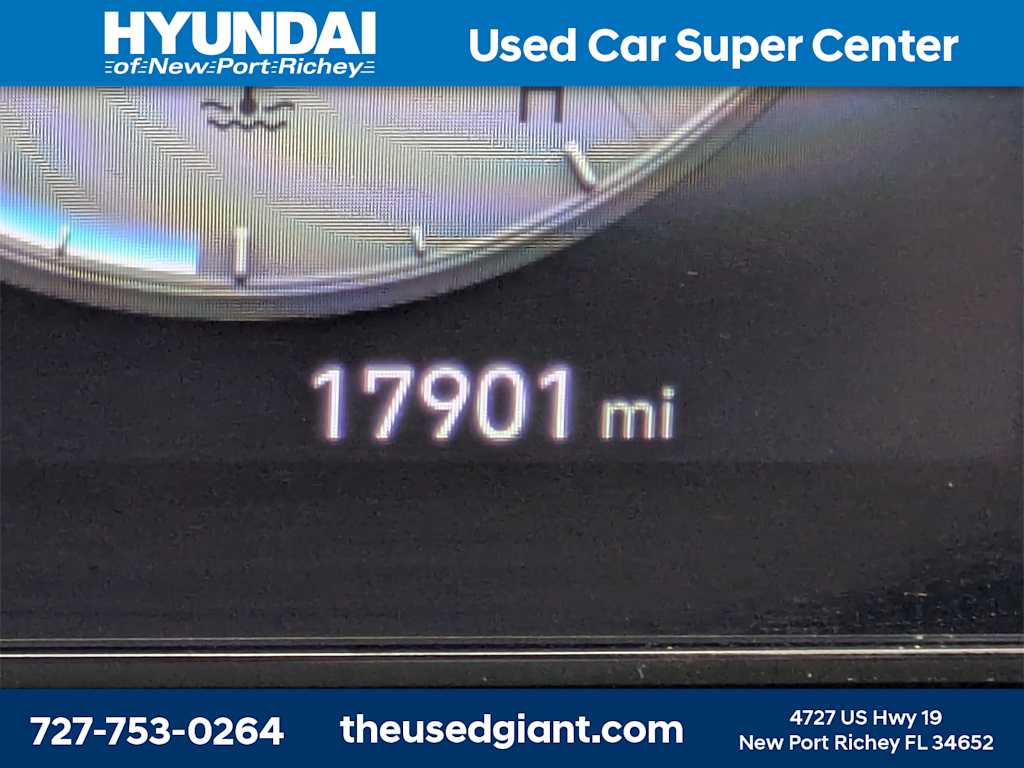 HYUNDAI
of New Port Richey
Used Car Super Center
H
17901 mi
727-753-0264
theusedgiant.com
4727 US Hwy 19
New Port Richey FL 34652